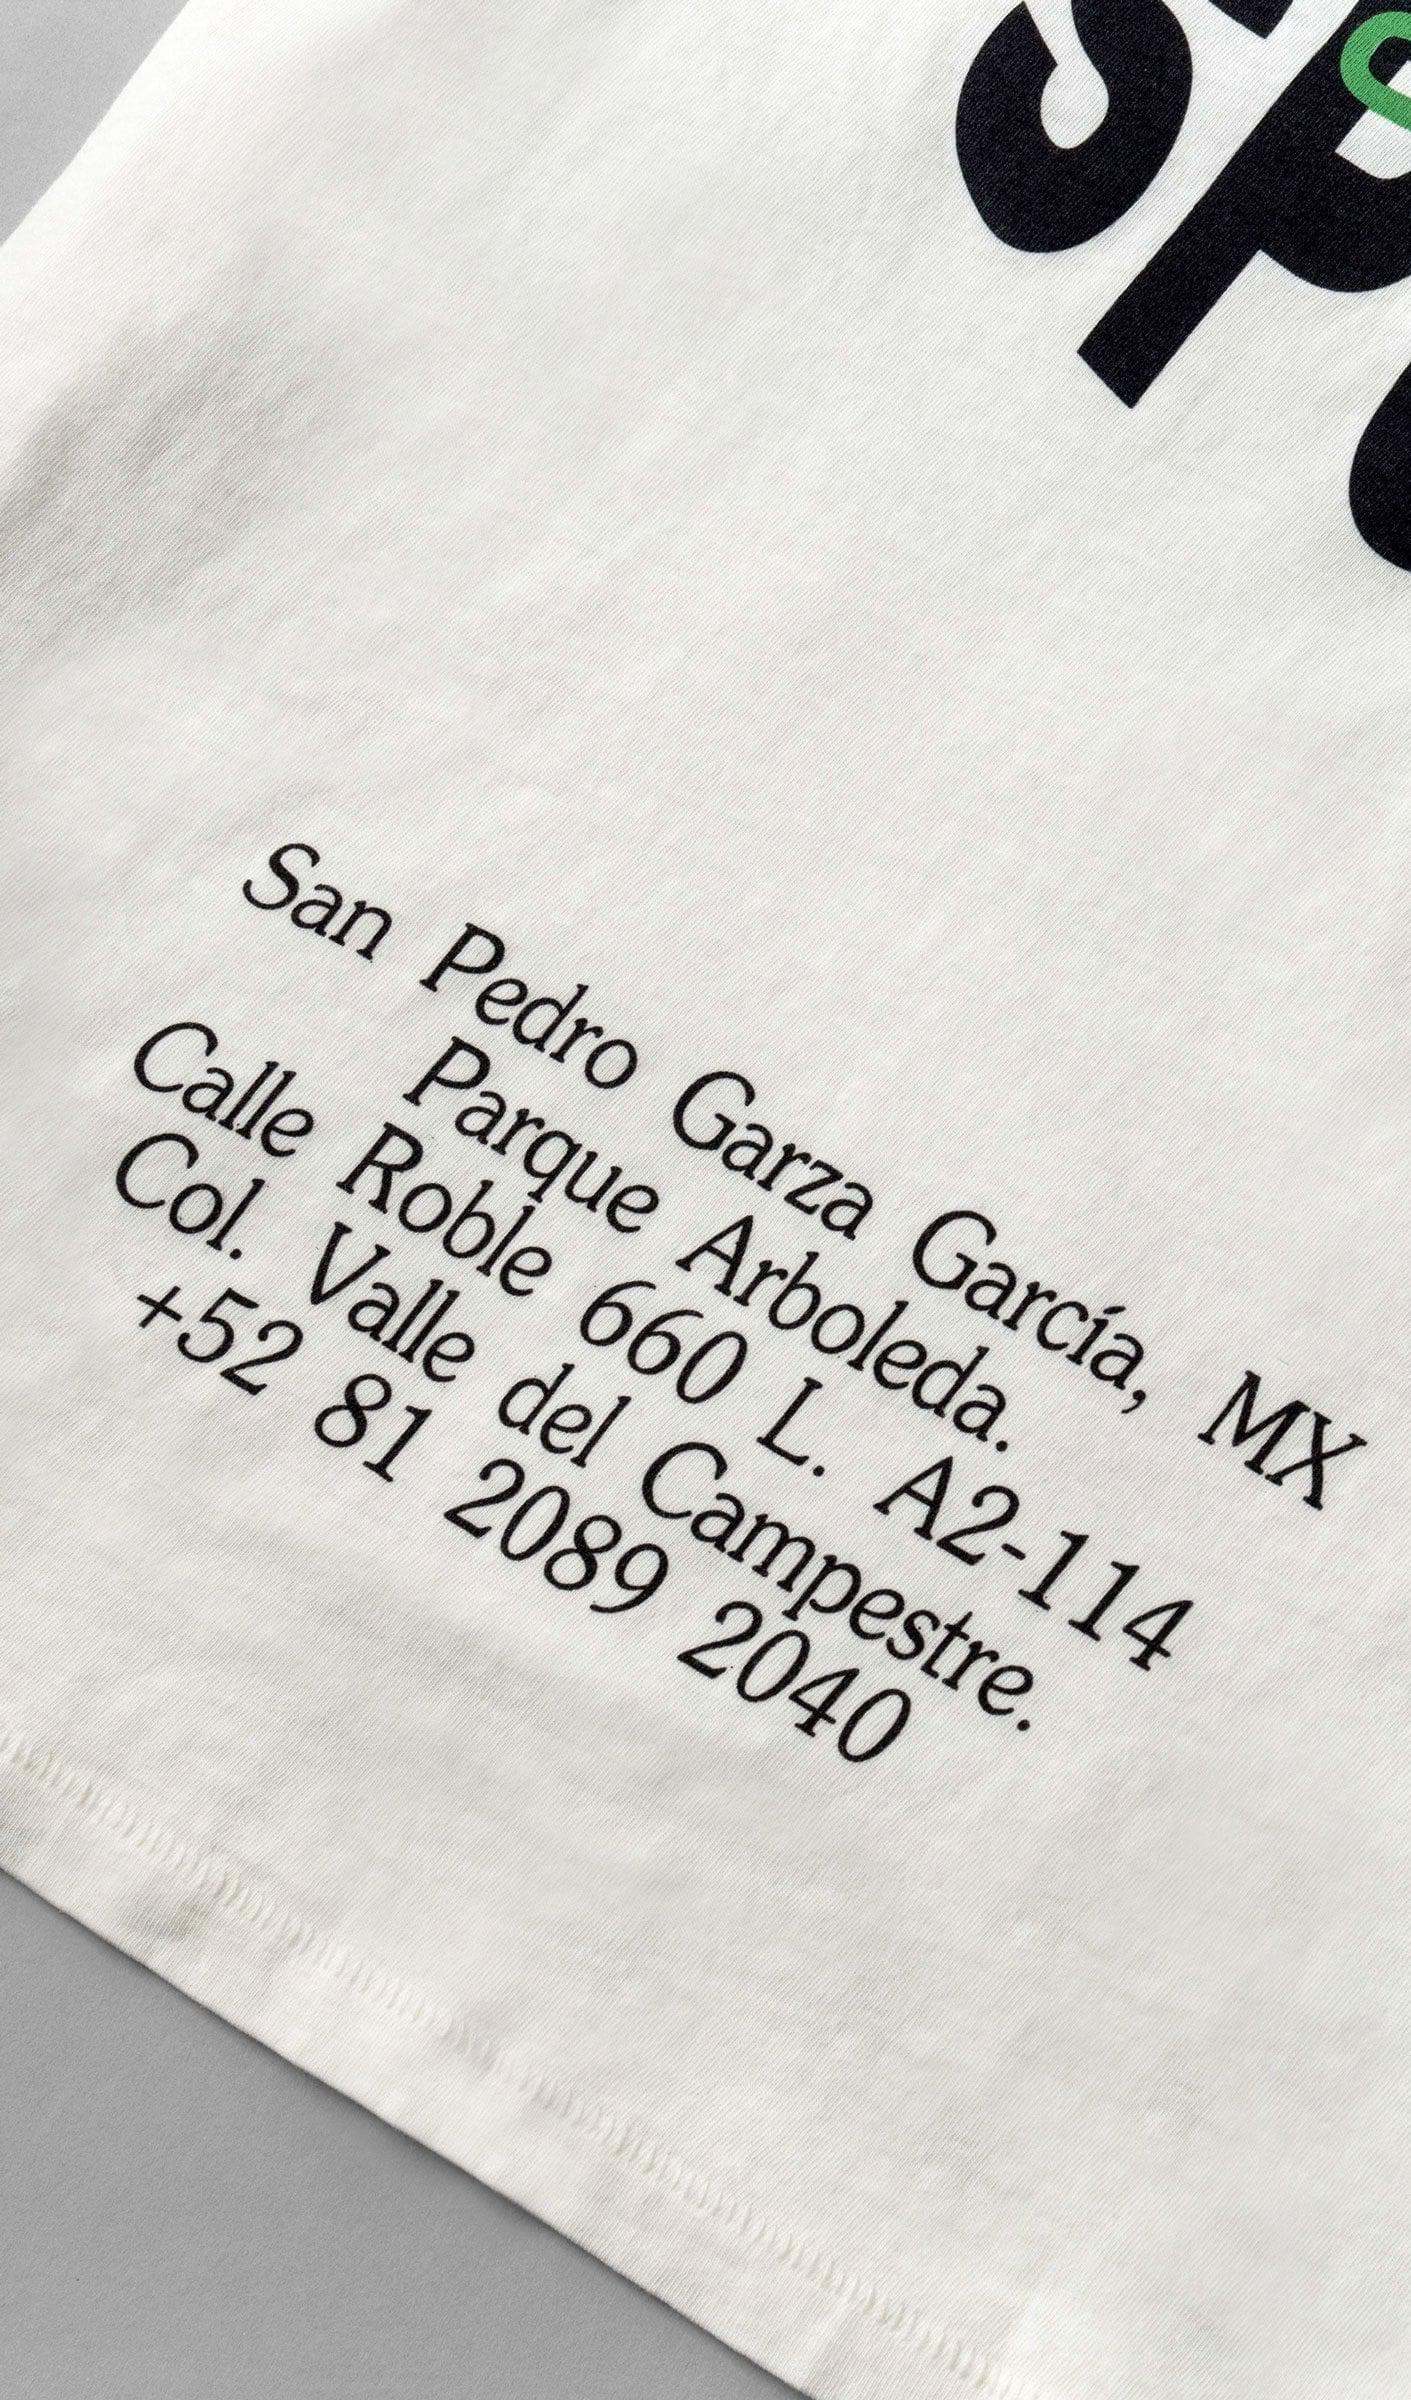 San Pedro Garza García, MX
Parque Arboleda.
Calle Roble 660 L. A2-114
Col. Valle del Campestre.
+52 81 2089 2040